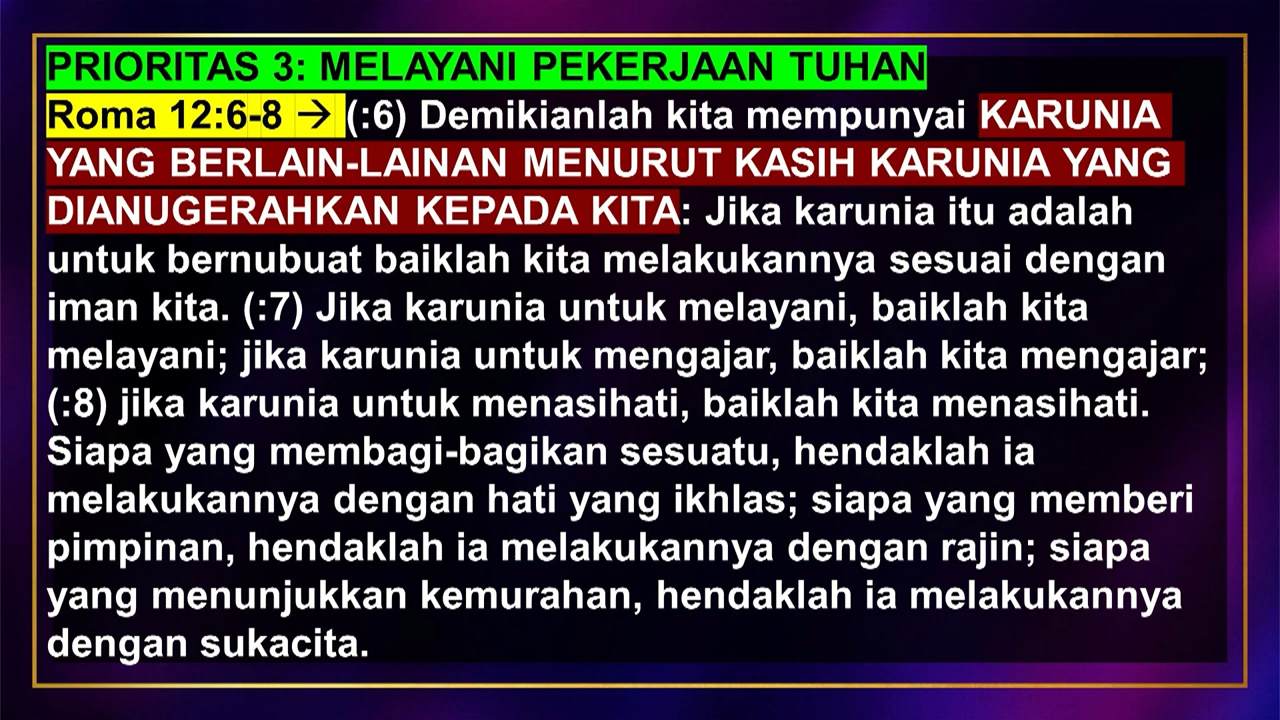 PRIORITAS 3: MELAYANI PEKERJAAN TUHAN
Roma 12:6-8 → (:6) Demikianlah kita mempunyai KARUNIA
YANG BERLAIN-LAINAN MENURUT KASIH KARUNIA YANG
DIANUGERAHKAN KEPADA KITA: Jika karunia itu adalah
untuk bernubuat baiklah kita melakukannya sesuai dengan
iman kita. (:7) Jika karunia untuk melayani, baiklah kita
melayani; jika karunia untuk mengajar, baiklah kita mengajar;
(:8) jika karunia untuk menasihati, baiklah kita menasihati.
Siapa yang membagi-bagikan sesuatu, hendaklah ia
melakukannya dengan hati yang ikhlas; siapa yang memberi
pimpinan, hendaklah ia melakukannya dengan rajin; siapa
yang menunjukkan kemurahan, hendaklah ia melakukannya
dengan sukacita.